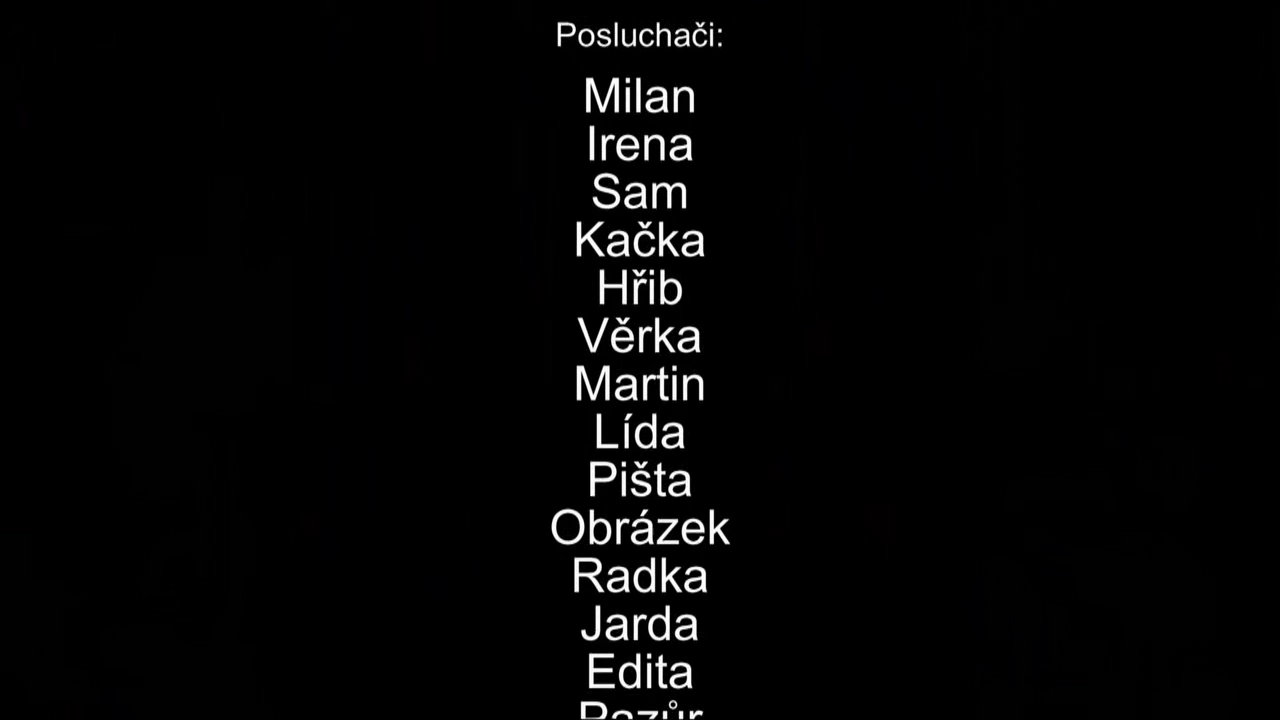 Posluchači:
Milan
Irena
Sam
Kačka
Hřib
Věrka
Martin
Lída
Pišta
Obrázek
Radka
Jarda
Edita